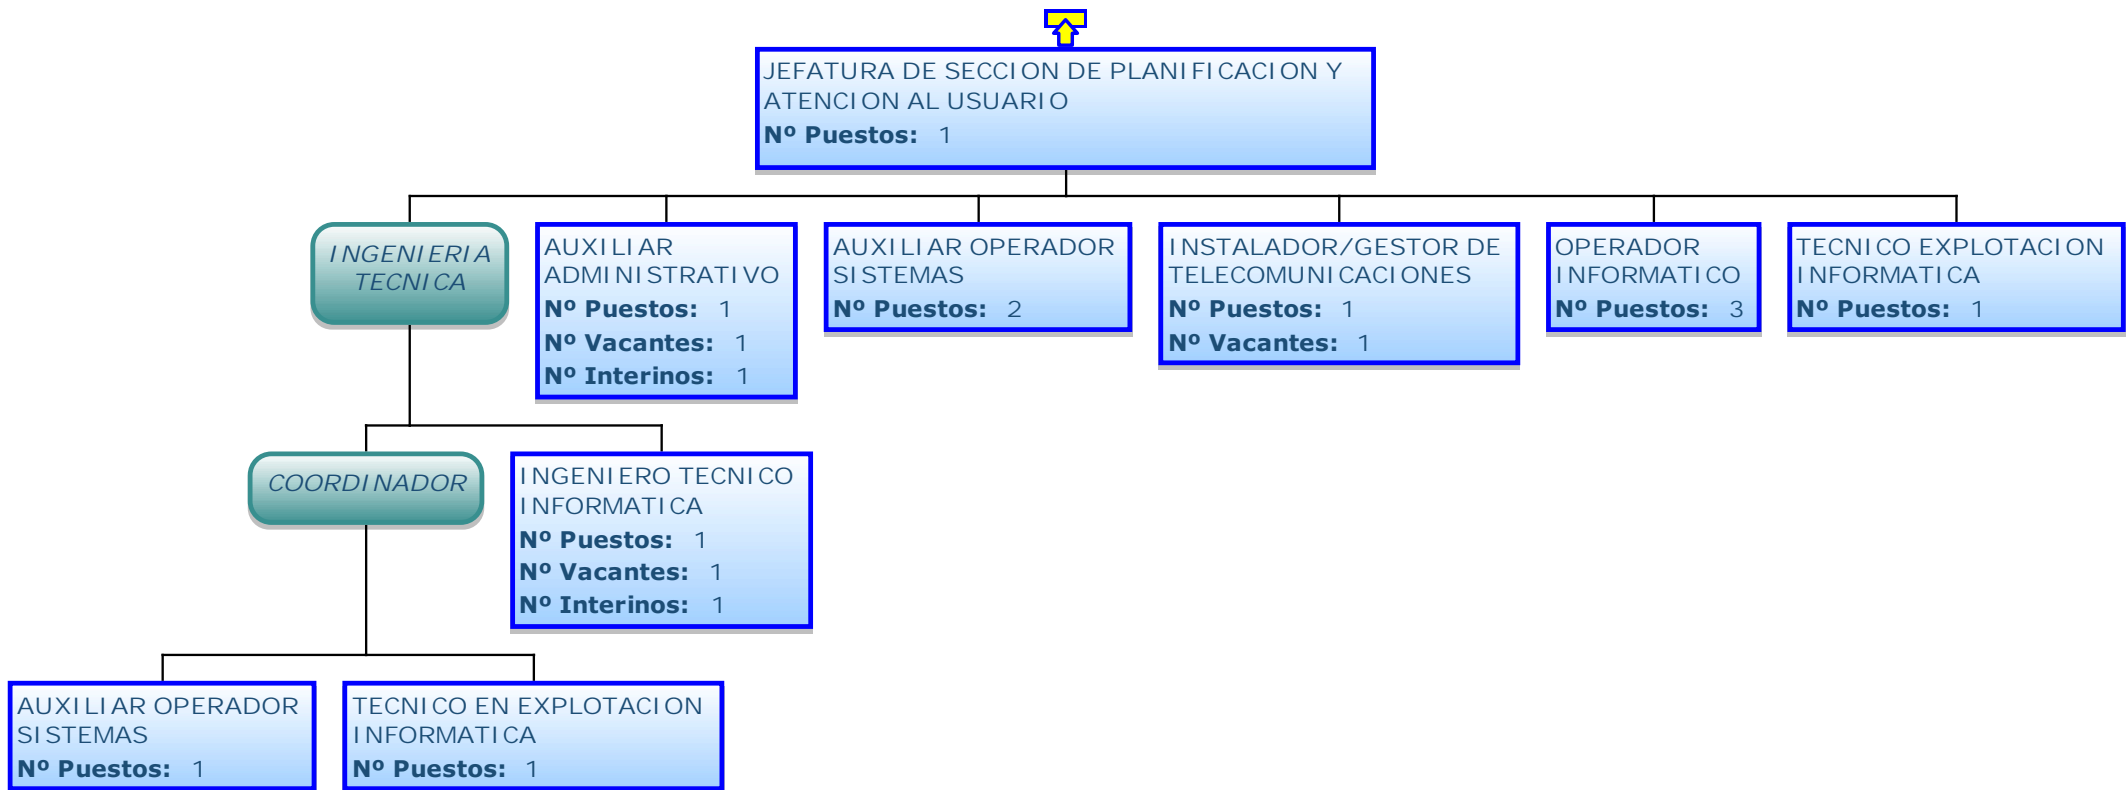 JEFATURA DE SECCION DE PLANIFICACION Y
ATENCION AL USUARIO
Nº Puestos: 1
INGENIERIA
TECNICA
AUXILIAR
ADMINISTRATIVO
Nº Puestos: 1
Nº Vacantes: 1
Nº Interinos: 1
AUXILIAR OPERADOR
SISTEMAS
Nº Puestos: 2
INSTALADOR/GESTOR DE
TELECOMUNICACIONES
Nº Puestos: 1
Nº Vacantes: 1
OPERADOR
INFORMATICO
Nº Puestos: 3
TECNICO EXPLOTACION
INFORMATICA
Nº Puestos: 1
COORDINADOR
INGENIERO TECNICO
INFORMATICA
Nº Puestos: 1
Nº Vacantes: 1
Nº Interinos: 1
AUXILIAR OPERADOR
SISTEMAS
Nº Puestos: 1
TECNICO EN EXPLOTACION
INFORMATICA
Nº Puestos: 1